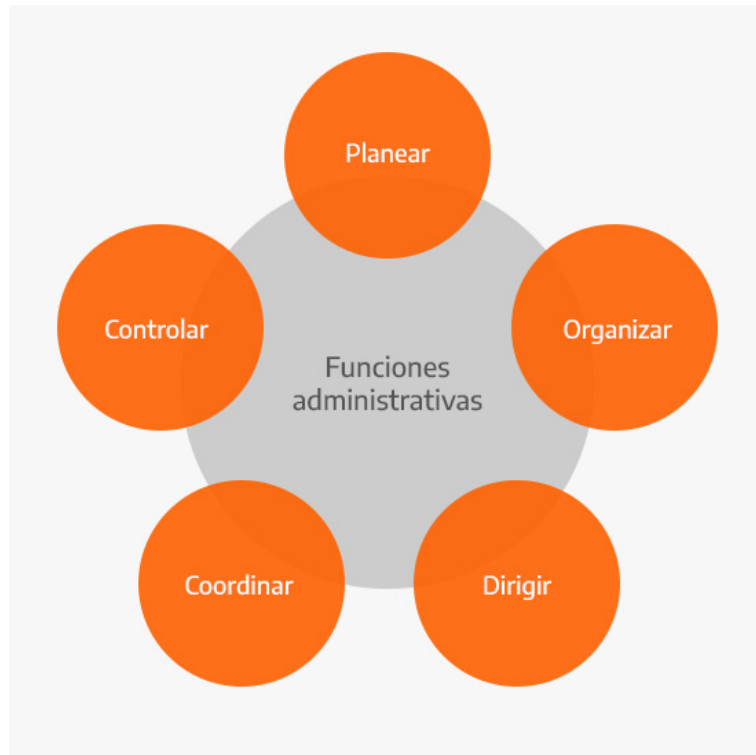 Planear
Controlar
Organizar
Funciones
administrativas
Coordinar
Dirigir